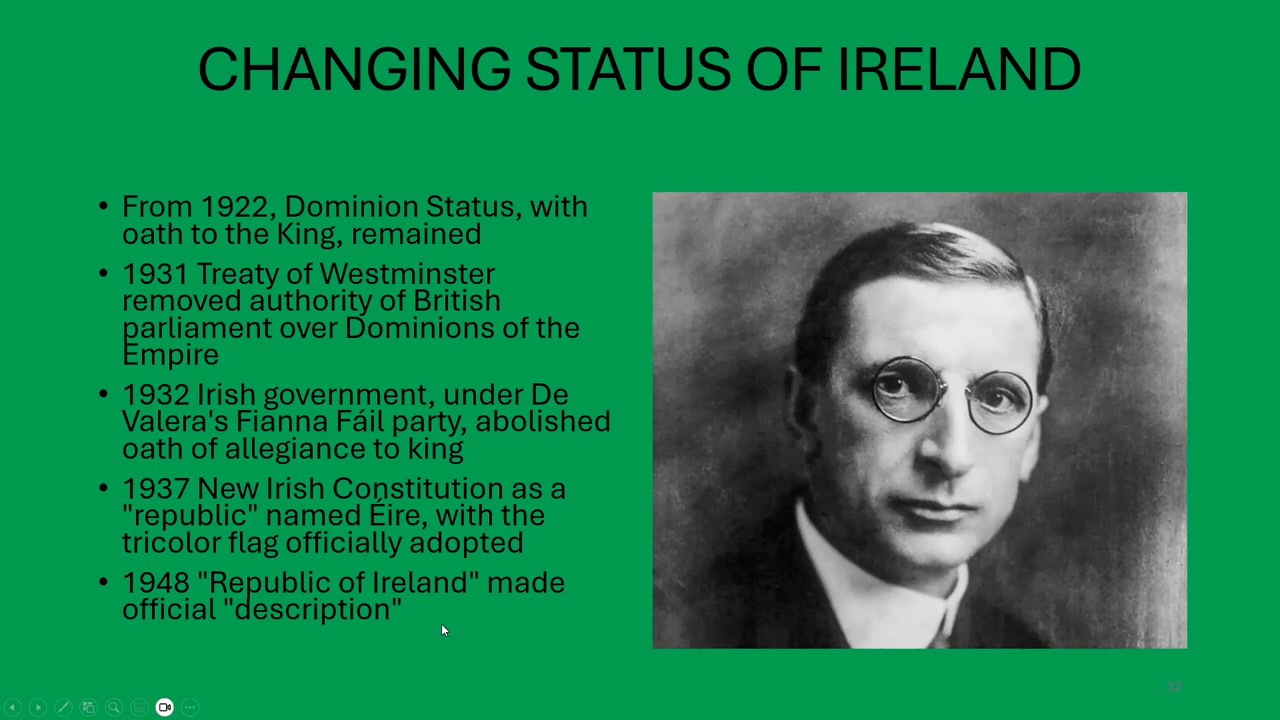 CHANGING STATUS OF IRELAND
• From 1922, Dominion Status, with
oath to the King, remained
• 1931 Treaty of Westminster
removed authority of British
parliament over Dominions of the
Empire
• 1932 Irish government, under De
Valera's Fianna Fáil party, abolished
oath of allegiance to king
• 1937 New Irish Constitution as a
"republic" named Éire, with the
tricolor flag officially adopted
• 1948 "Republic of Ireland" made
official "description"
32